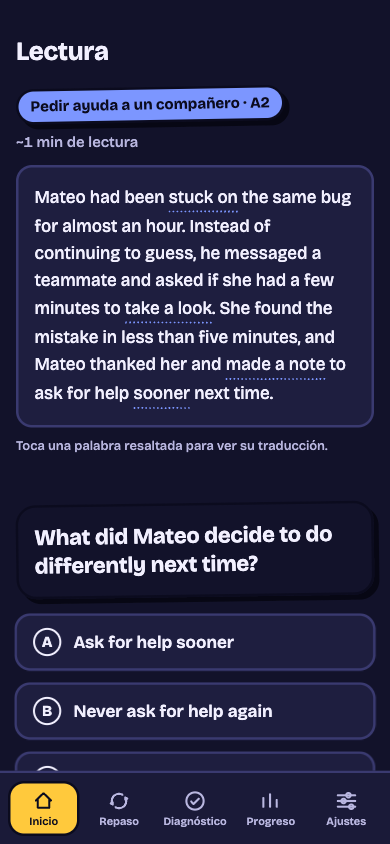 Lectura
Pedir ayuda a un compañero · A2
~1 min de lectura
Mateo had been stuck on the same bug
for almost an hour. Instead of
continuing to guess, he messaged a
teammate and asked if she had a few
minutes to take a look. She found the
mistake in less than five minutes, and
Mateo thanked her and made a note to
ask for help sooner next time.
Toca una palabra resaltada para ver su traducción.
What did Mateo decide to do
differently next time?
A Ask for help sooner
B Never ask for help again
Inicio Repaso Diagnóstico Progreso Ajustes